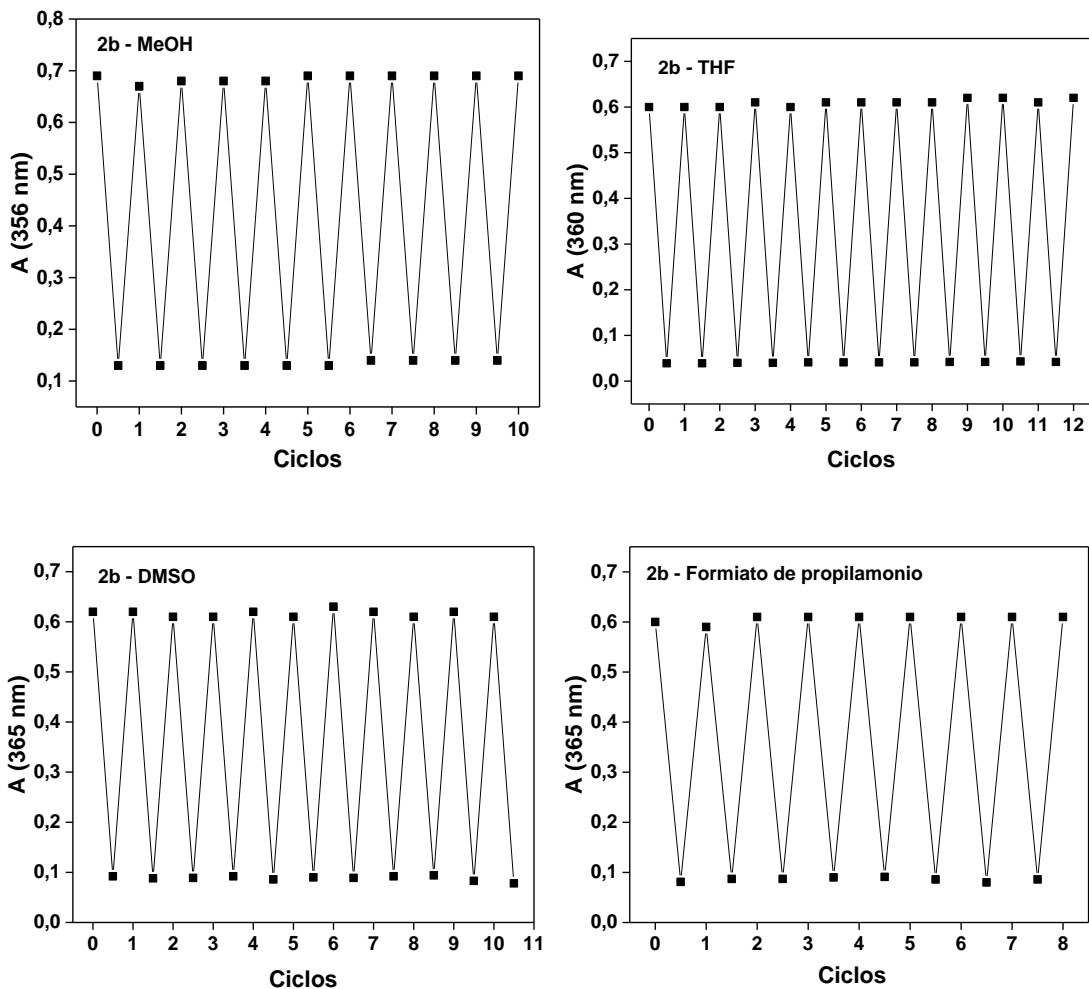 2b - MeOH
A (356 nm)
0,8
0,7
0,6
0,5
0,4
0,3
0,2
0,1
0 1 2 3 4 5 6 7 8 9 10
Ciclos
2b - THF
A (360 nm)
0,7
0,6
0,5
0,4
0,3
0,2
0,1
0,0
0 1 2 3 4 5 6 7 8 9 10 11 12
Ciclos
2b - DMSO
A (365 nm)
0,7
0,6
0,5
0,4
0,3
0,2
0,1
0,0
0 1 2 3 4 5 6 7 8 9 10 11
Ciclos
2b - Formiato de propilamonio
A (365 nm)
0,7
0,6
0,5
0,4
0,3
0,2
0,1
0,0
0 1 2 3 4 5 6 7 8
Ciclos